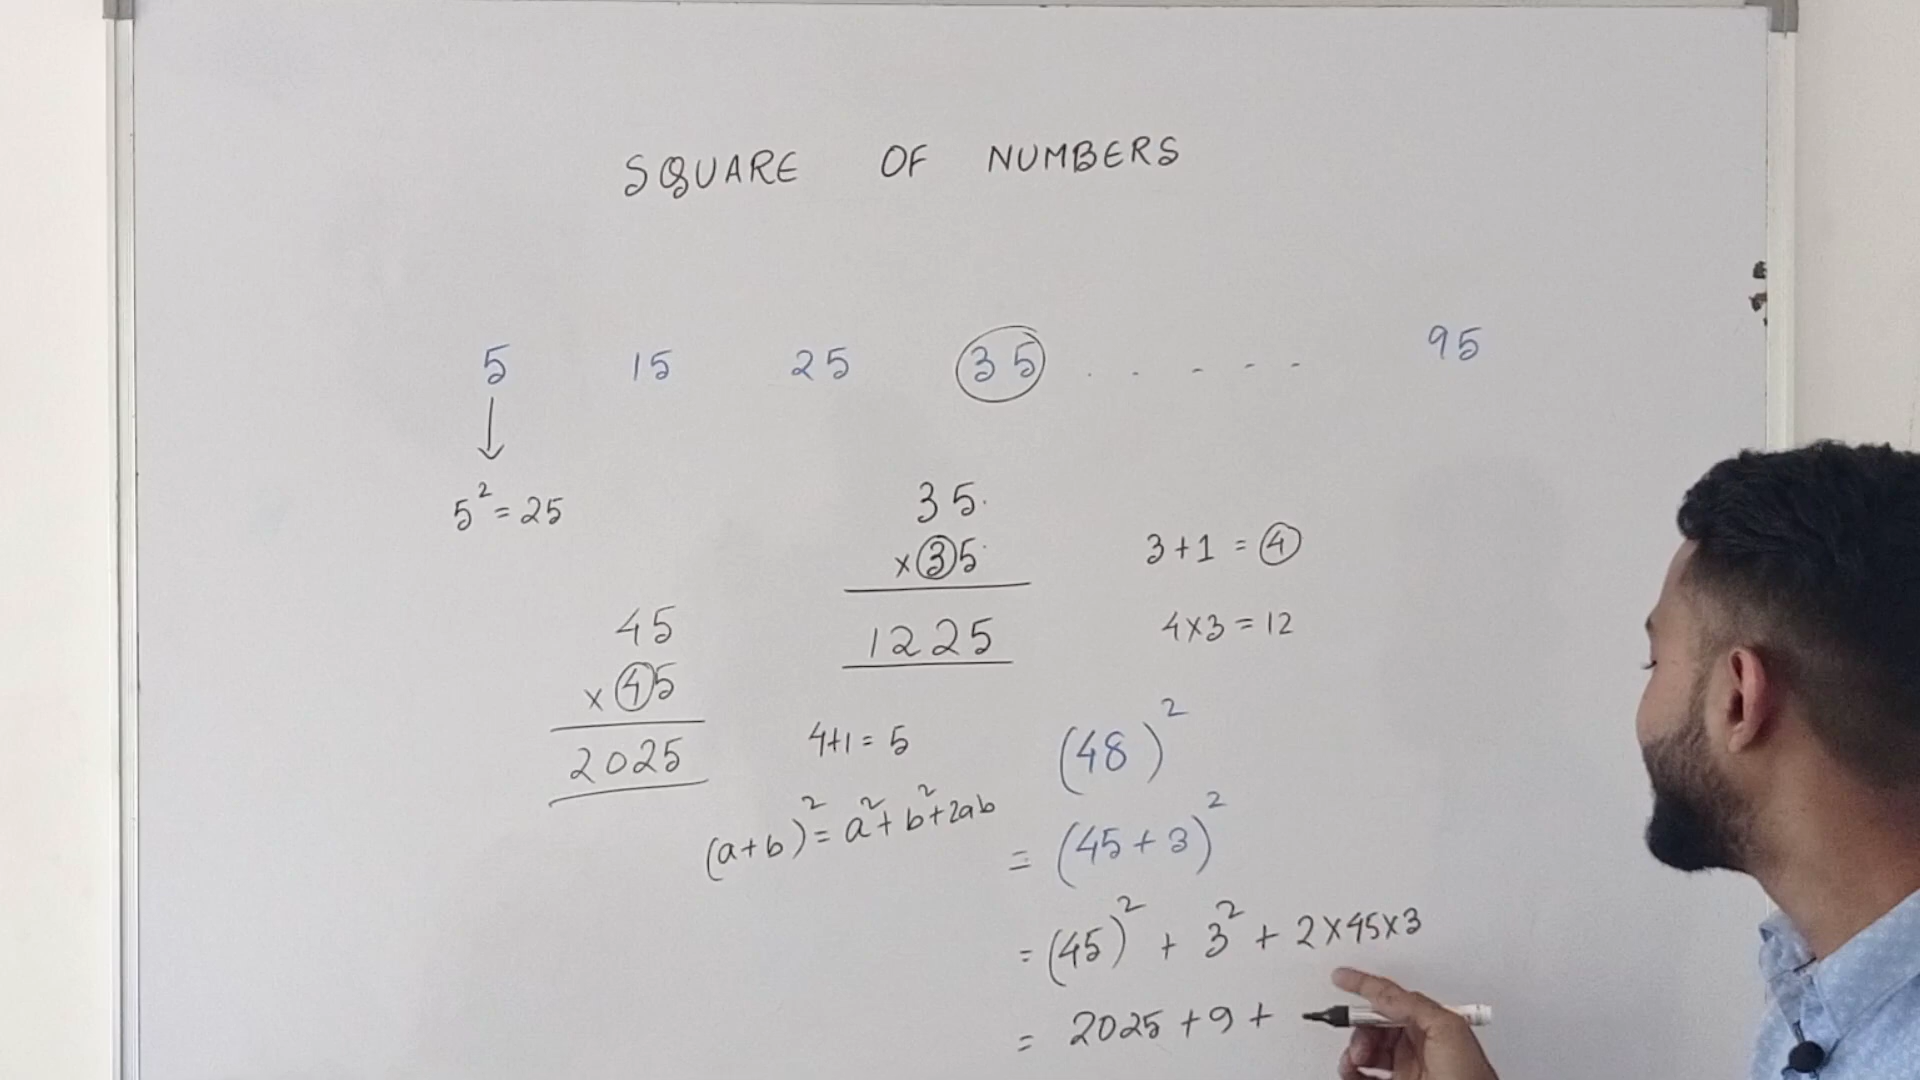 SQUARE OF NUMBERS
5 15 25 35 . . - - - 95
5² = 25
35
×35
1225
3+1 = 4
4×3 = 12
45
×45
2025
4+1 = 5
(a+b)² = a²+b²+2ab
(48)²
= (45+3)²
= (45)² + 3² + 2×45×3
= 2025 + 9 +